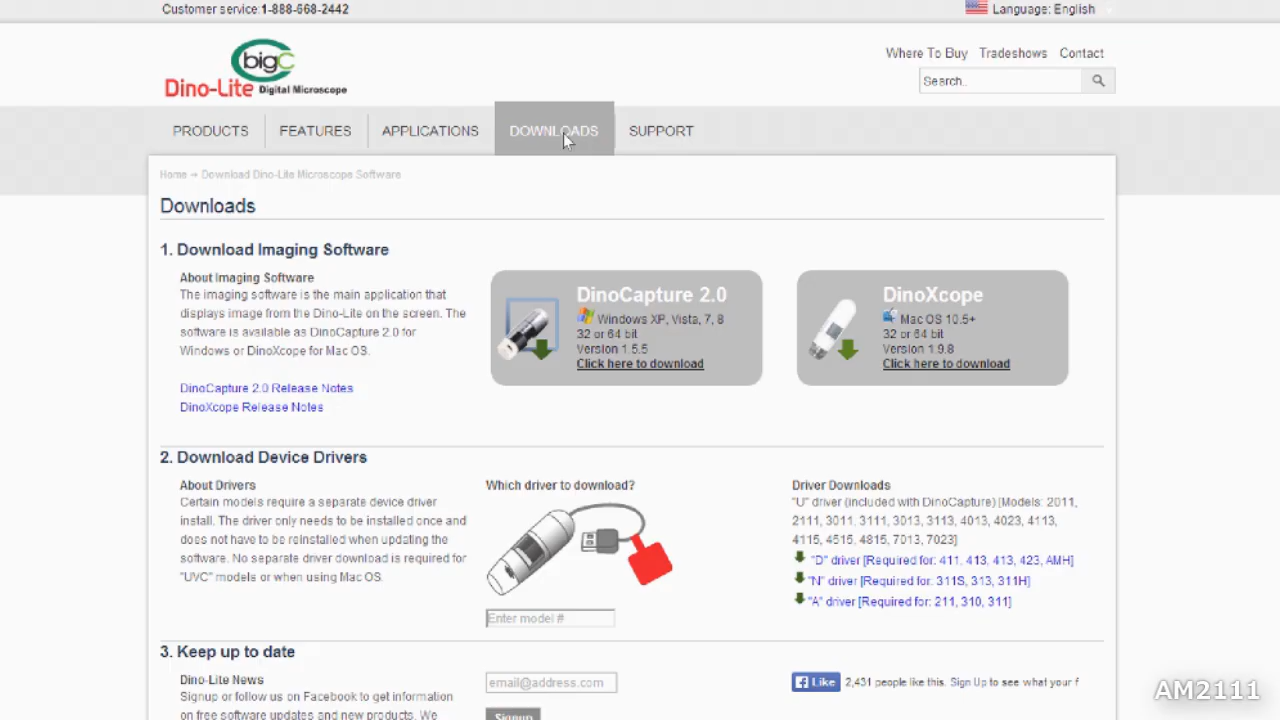 Customer service:1-888-668-2442
Language: English
bigC
Dino-Lite Digital Microscope
Where To Buy Tradeshows Contact
Search..
PRODUCTS FEATURES APPLICATIONS DOWNLOADS SUPPORT
Home → Download Dino-Lite Microscope Software
Downloads
1. Download Imaging Software
About Imaging Software
The imaging software is the main application that
displays image from the Dino-Lite on the screen. The
software is available as DinoCapture 2.0 for
Windows or DinoXcope for Mac OS.
DinoCapture 2.0 Release Notes
DinoXcope Release Notes
DinoCapture 2.0
Windows XP, Vista, 7, 8
32 or 64 bit
Version 1.5.5
Click here to download
DinoXcope
Mac OS 10.5+
32 or 64 bit
Version 1.9.8
Click here to download
2. Download Device Drivers
About Drivers
Certain models require a separate device driver
install. The driver only needs to be installed once and
does not have to be reinstalled when updating the
software. No separate driver download is required for
"UVC" models or when using Mac OS.
Which driver to download?
Enter model #
Driver Downloads
"U" driver (included with DinoCapture) [Models: 2011,
2111, 3011, 3111, 3013, 3113, 4013, 4023, 4113,
4115, 4515, 4815, 7013, 7023]
"D" driver [Required for: 411, 413, 413, 423, AMH]
"N" driver [Required for: 311S, 313, 311H]
"A" driver [Required for: 211, 310, 311]
3. Keep up to date
Dino-Lite News
Signup or follow us on Facebook to get information
on free software updates and new products. We
email@address.com
Signup
Like 2,431 people like this. Sign Up to see what your f
AM2111